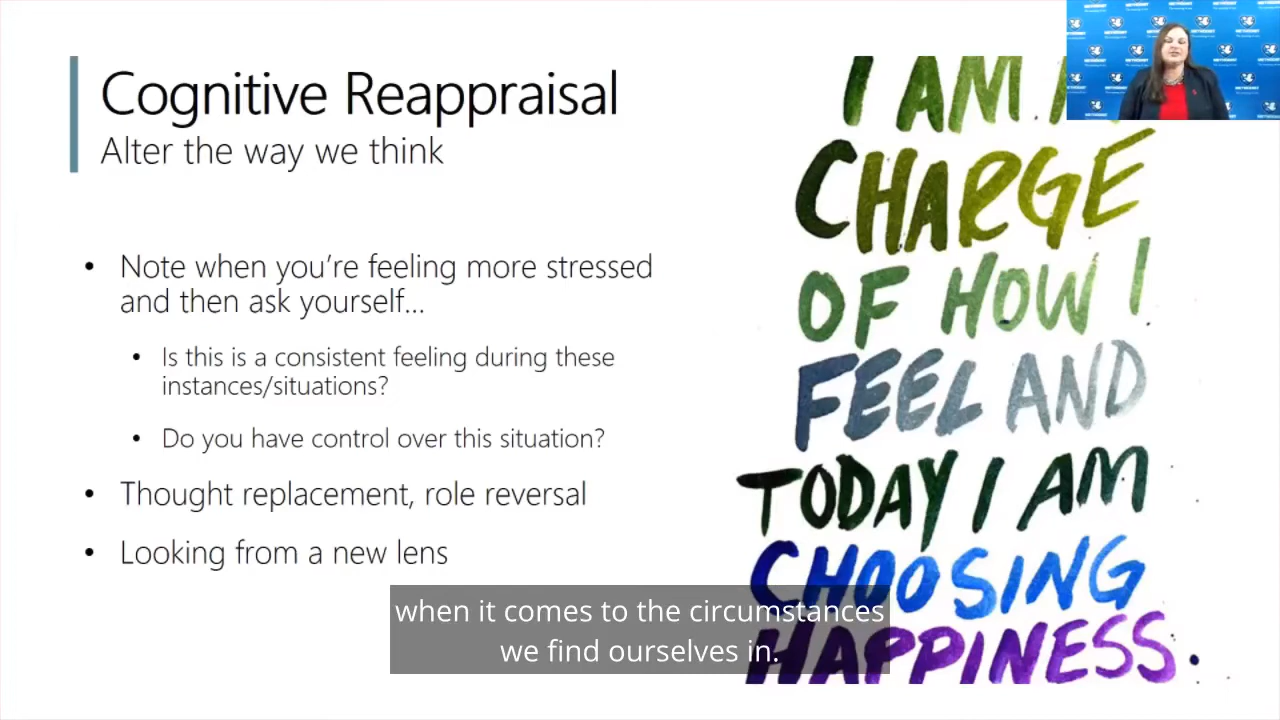 Cognitive Reappraisal
Alter the way we think
• Note when you're feeling more stressed
and then ask yourself...
• Is this is a consistent feeling during these
instances/situations?
• Do you have control over this situation?
• Thought replacement, role reversal
• Looking from a new lens
I AM
CHARGE
OF HOW I
FEEL AND
TODAY I AM
CHOOSING
HAPPINESS.
when it comes to the circumstances
we find ourselves in.